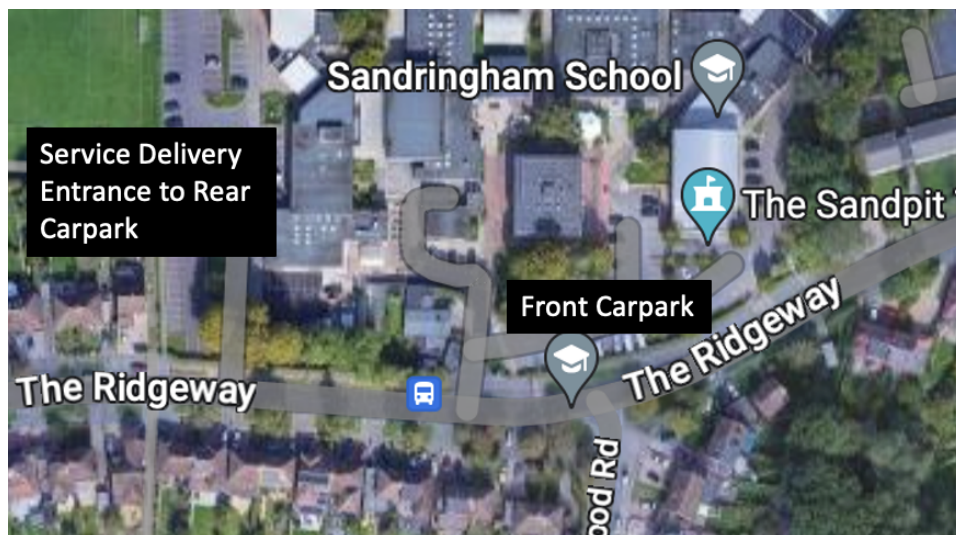 Sandringham School
Service Delivery
Entrance to Rear
Carpark
The Sandpit
Front Carpark
The Ridgeway
The Ridgeway
ood Rd